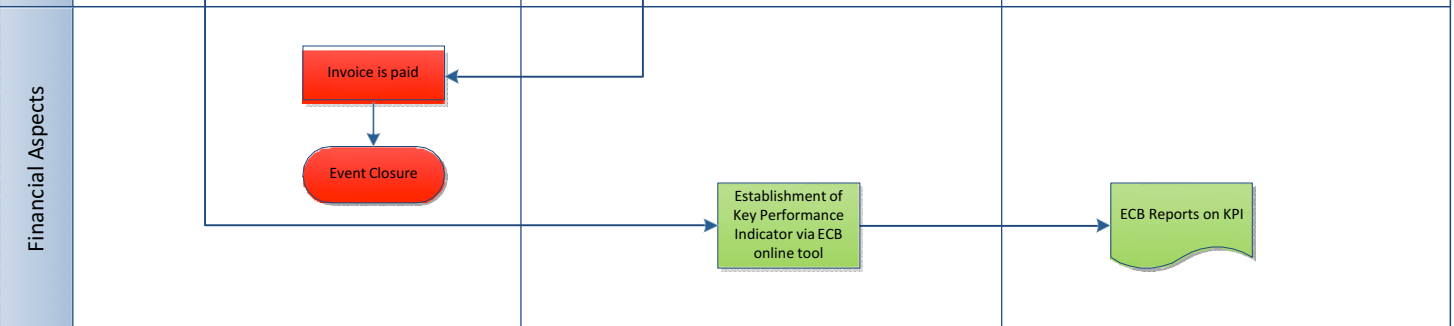 Financial Aspects
Invoice is paid
Event Closure
Establishment of
Key Performance
Indicator via ECB
online tool
ECB Reports on KPI